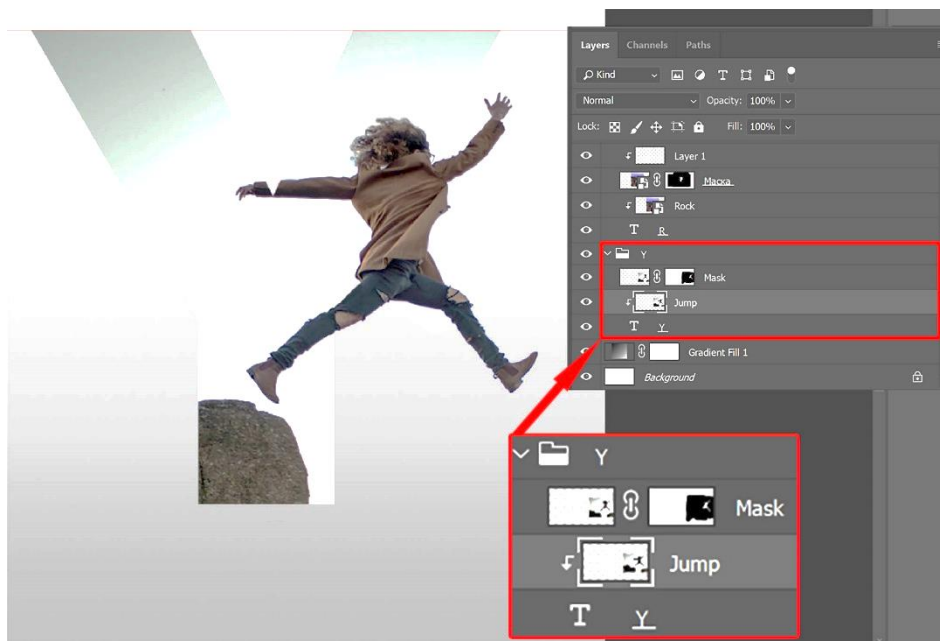 Layers Channels Paths
Kind T
Normal Opacity: 100%
Lock: Fill: 100%
Layer 1
Маска
Rock
T R
Y
Mask
Jump
T Y
Gradient Fill 1
Background
Y
Mask
Jump
T Y